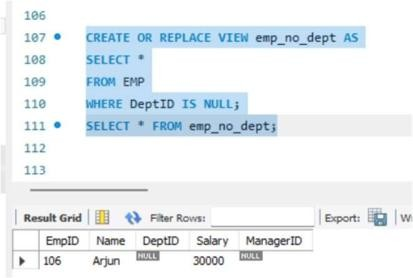 106
107 CREATE OR REPLACE VIEW emp_no_dept AS
108 SELECT *
109 FROM EMP
110 WHERE DeptID IS NULL;
111 SELECT * FROM emp_no_dept;
112
113
Result Grid Filter Rows: Export:
EmpID Name DeptID Salary ManagerID
106 Arjun NULL 30000 NULL